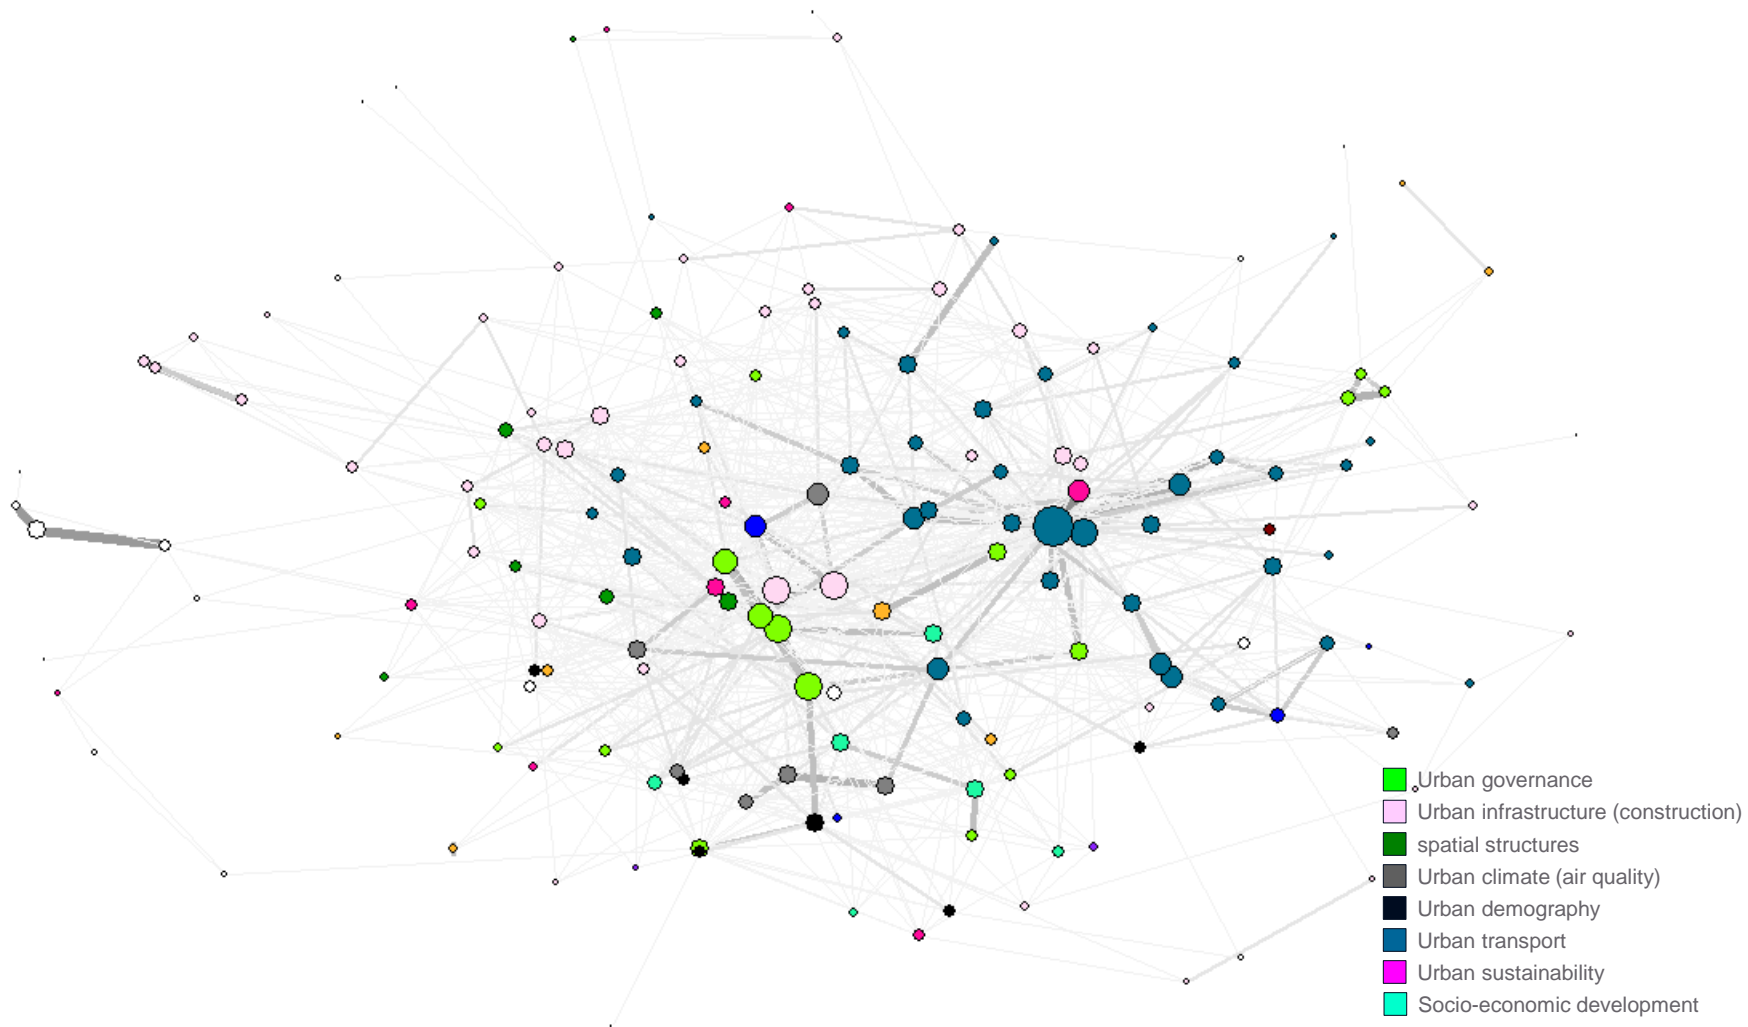 Urban governance
Urban infrastructure (construction)
spatial structures
Urban climate (air quality)
Urban demography
Urban transport
Urban sustainability
Socio-economic development